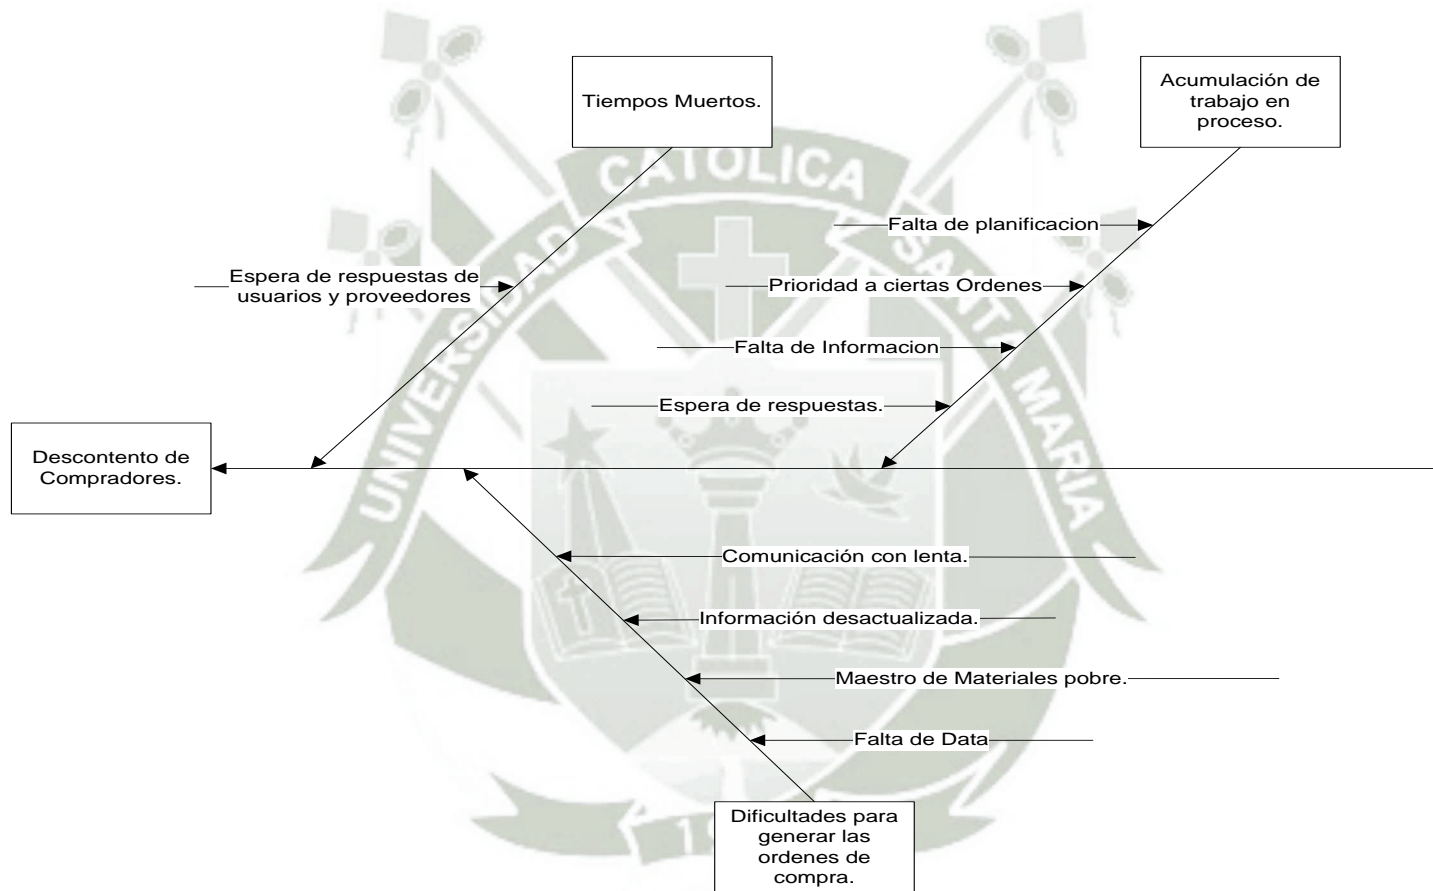 Tiempos Muertos.
Acumulación de
trabajo en
proceso.
CATOLICA
UNIVERSIDAD
SANTA
MARIA
Falta de planificacion
Espera de respuestas de
usuarios y proveedores
Prioridad a ciertas Ordenes
Falta de Informacion
Espera de respuestas.
Descontento de
Compradores.
Comunicación con lenta.
Información desactualizada.
Maestro de Materiales pobre.
Falta de Data
Dificultades para
generar las
ordenes de
compra.